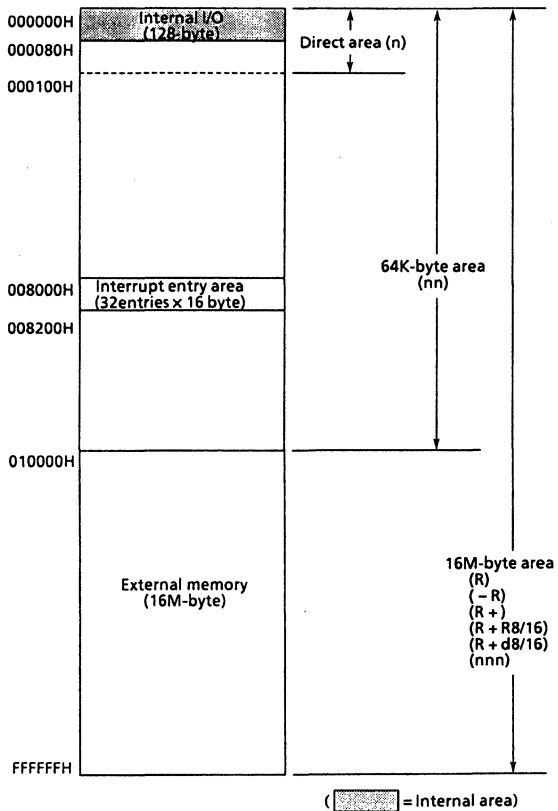 000000H
Internal I/O
(128-byte)
000080H
Direct area (n)
000100H
64K-byte area
(nn)
008000H
Interrupt entry area
(32entries × 16 byte)
008200H
010000H
External memory
(16M-byte)
16M-byte area
(R)
( – R)
(R + )
(R + R8/16)
(R + d8/16)
(nnn)
FFFFFFH
( = Internal area)